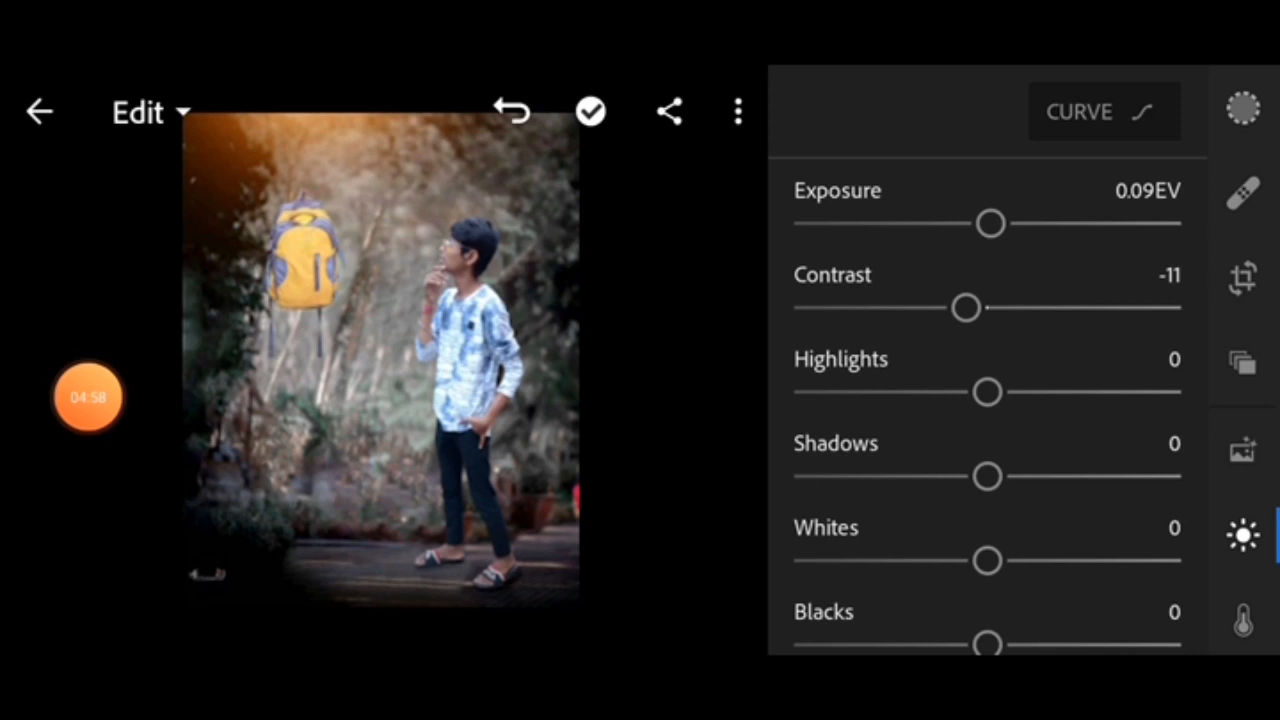 Edit
CURVE
Exposure 0.09EV
Contrast -11
Highlights 0
Shadows 0
Whites 0
Blacks 0
04:58